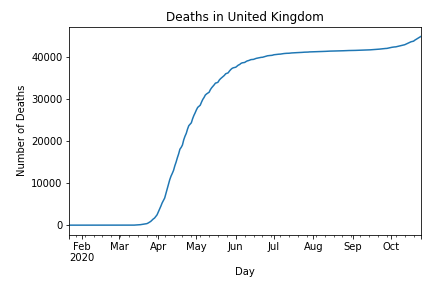 Deaths in United Kingdom
Number of Deaths
40000
30000
20000
10000
0
Feb Mar Apr May Jun Jul Aug Sep Oct
2020
Day